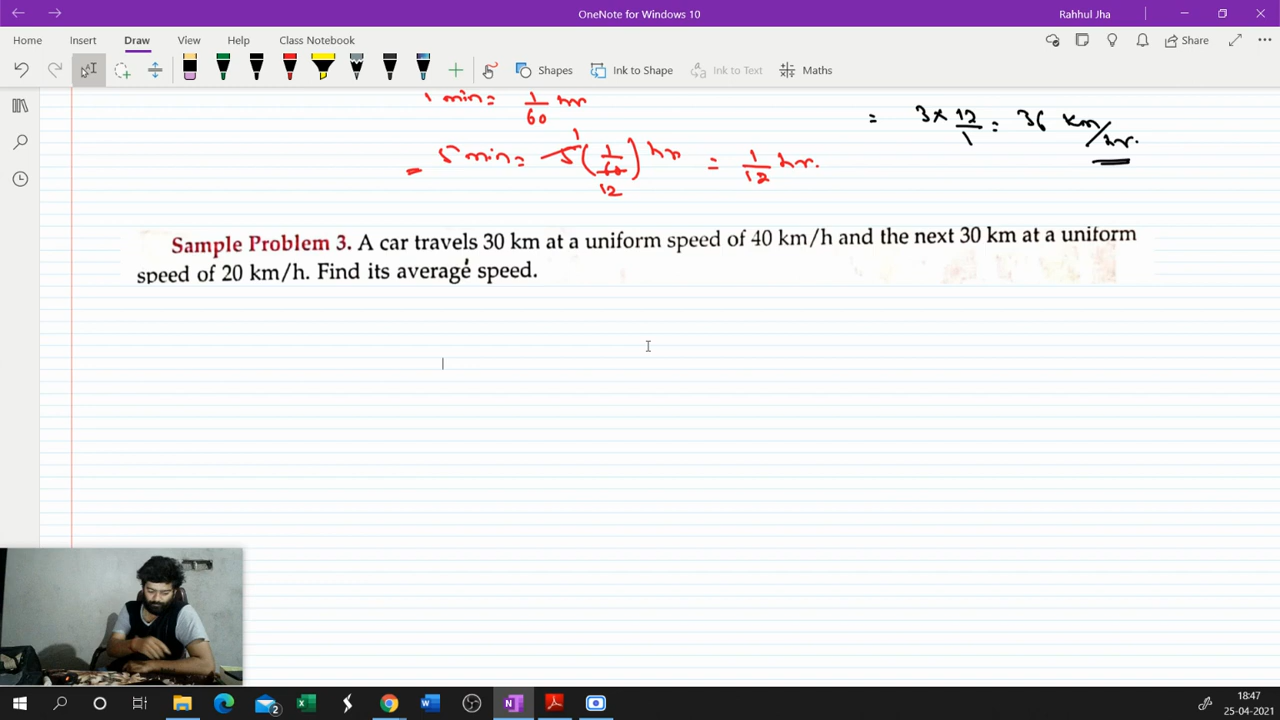 OneNote for Windows 10
Rahhul Jha
Home Insert Draw View Help Class Notebook
Share
Shapes Ink to Shape Ink to Text Maths
1 min = 1/60 hr
= 3 × 12/1 = 36 km/hr.
5 min = 5(1/60) hr = 1/12 hr.
1
12
Sample Problem 3. A car travels 30 km at a uniform speed of 40 km/h and the next 30 km at a uniform
speed of 20 km/h. Find its average speed.
2
18:47
25-04-2021